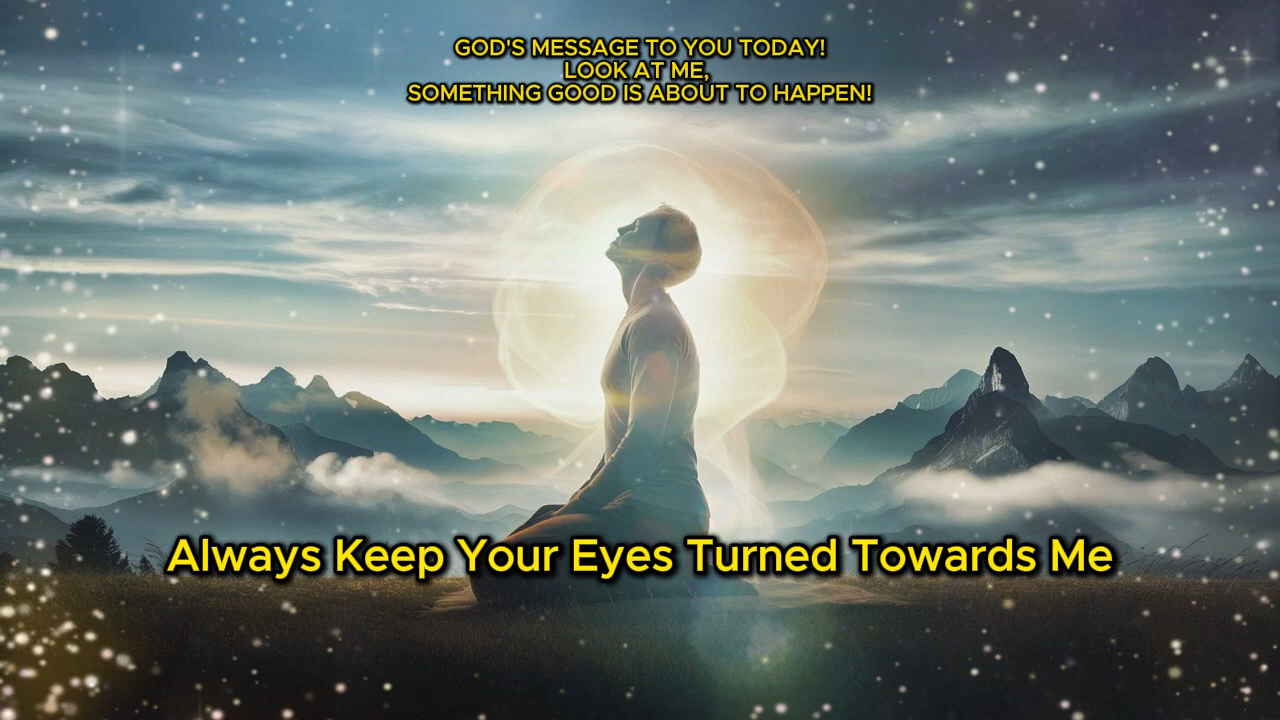 GOD'S MESSAGE TO YOU TODAY!
LOOK AT ME,
SOMETHING GOOD IS ABOUT TO HAPPEN!
Always Keep Your Eyes Turned Towards Me